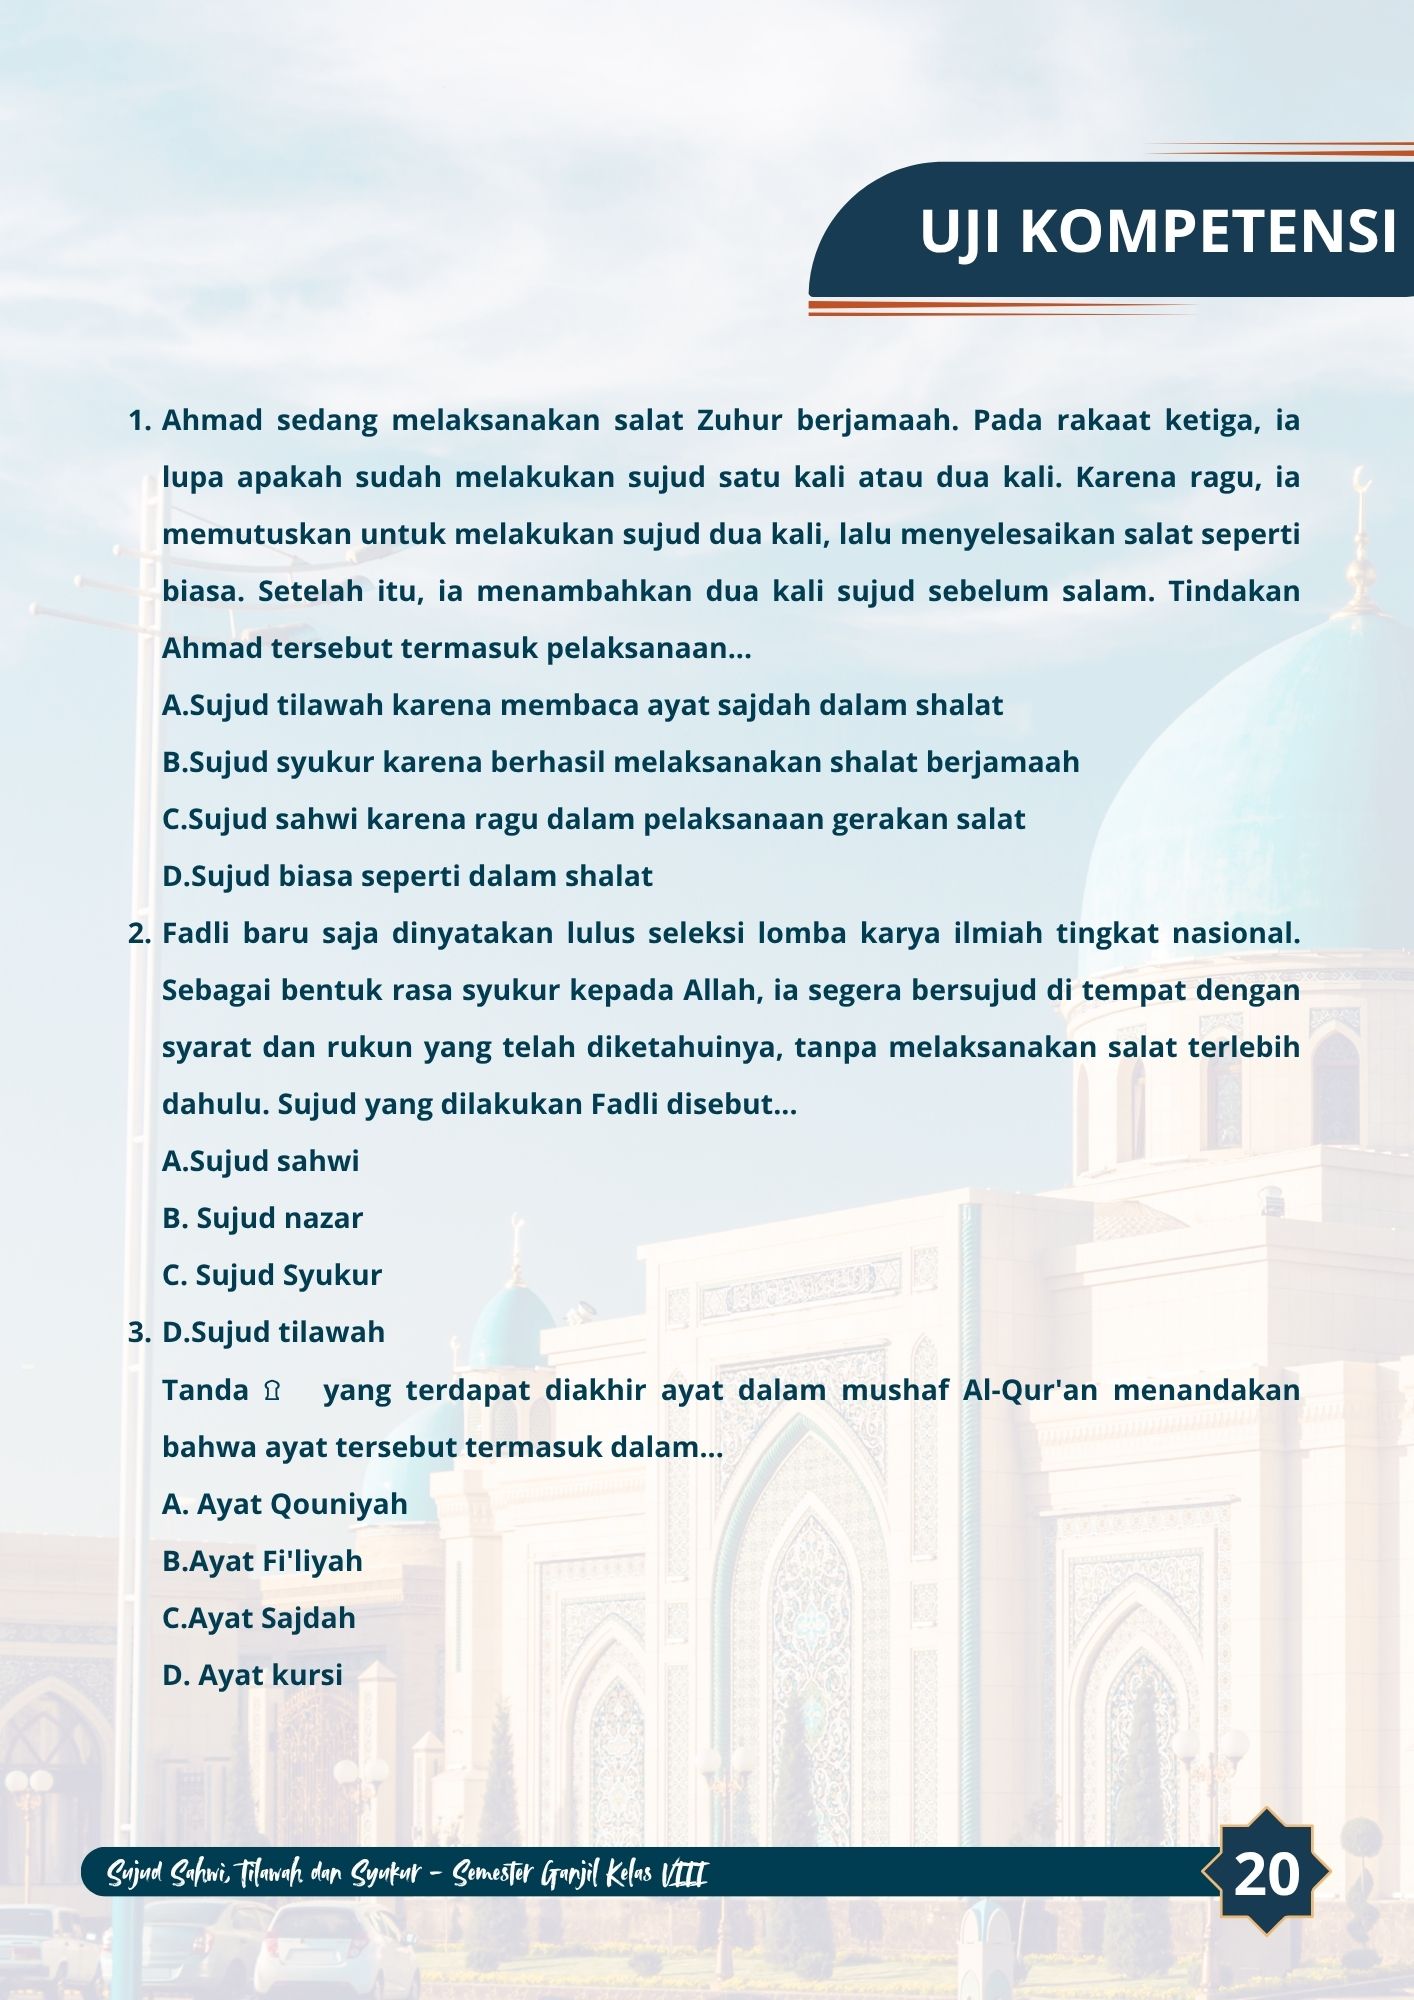 UJI KOMPETENSI
1. Ahmad sedang melaksanakan salat Zuhur berjamaah. Pada rakaat ketiga, ia
lupa apakah sudah melakukan sujud satu kali atau dua kali. Karena ragu, ia
memutuskan untuk melakukan sujud dua kali, lalu menyelesaikan salat seperti
biasa. Setelah itu, ia menambahkan dua kali sujud sebelum salam. Tindakan
Ahmad tersebut termasuk pelaksanaan...
A.Sujud tilawah karena membaca ayat sajdah dalam shalat
B.Sujud syukur karena berhasil melaksanakan shalat berjamaah
C.Sujud sahwi karena ragu dalam pelaksanaan gerakan salat
D.Sujud biasa seperti dalam shalat
2. Fadli baru saja dinyatakan lulus seleksi lomba karya ilmiah tingkat nasional.
Sebagai bentuk rasa syukur kepada Allah, ia segera bersujud di tempat dengan
syarat dan rukun yang telah diketahuinya, tanpa melaksanakan salat terlebih
dahulu. Sujud yang dilakukan Fadli disebut...
A.Sujud sahwi
B. Sujud nazar
C. Sujud Syukur
3. D.Sujud tilawah
Tanda ۩ yang terdapat diakhir ayat dalam mushaf Al-Qur'an menandakan
bahwa ayat tersebut termasuk dalam...
A. Ayat Qouniyah
B.Ayat Fi'liyah
C.Ayat Sajdah
D. Ayat kursi
Sujud Sahwi, Tilawah dan Syukur - Semester Ganjil Kelas VIII
20